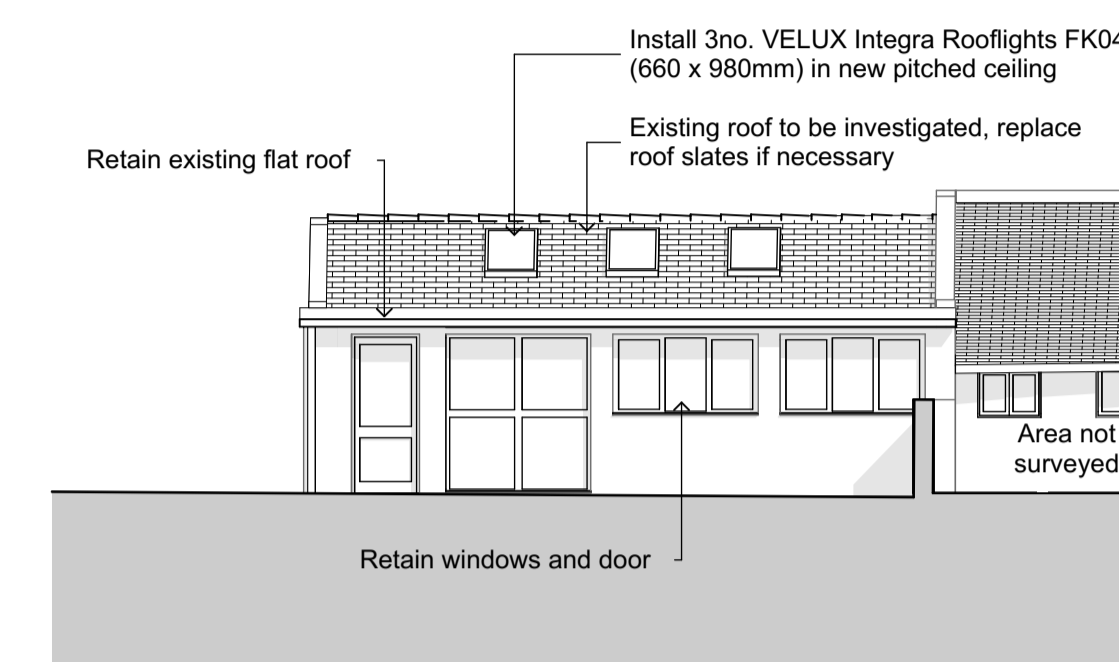 Install 3no. VELUX Integra Rooflights FK04
(660 x 980mm) in new pitched ceiling
Existing roof to be investigated, replace
roof slates if necessary
Retain existing flat roof
Area not
surveyed
Retain windows and door